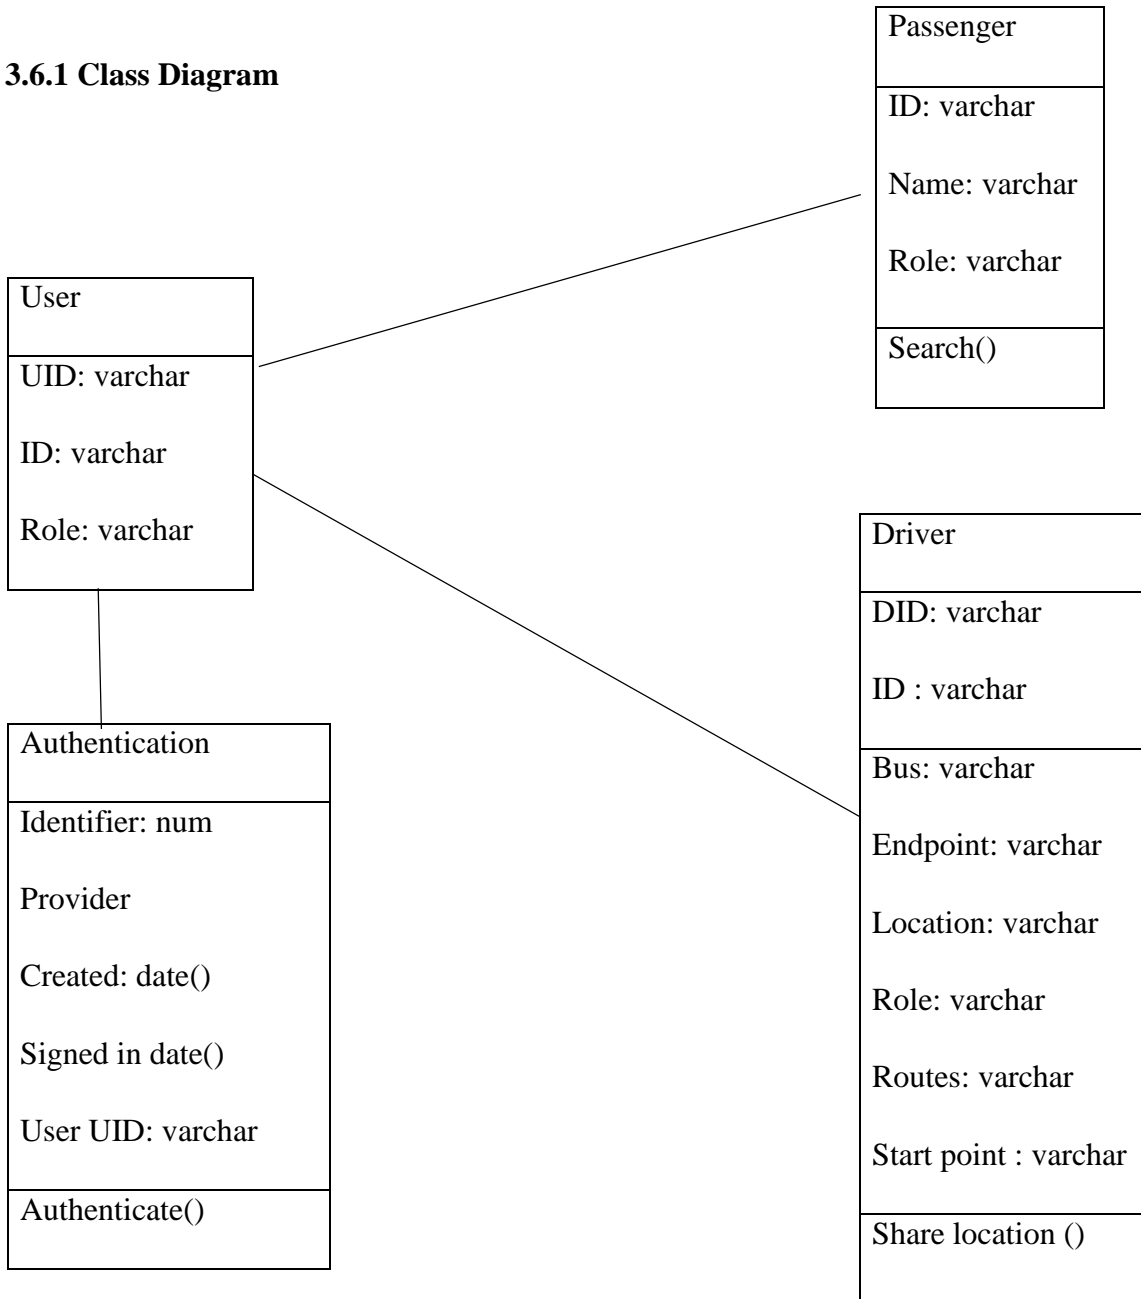 3.6.1 Class Diagram
Passenger
ID: varchar
Name: varchar
Role: varchar
Search()
User
UID: varchar
ID: varchar
Role: varchar
Driver
DID: varchar
ID : varchar
Bus: varchar
Endpoint: varchar
Location: varchar
Role: varchar
Routes: varchar
Start point : varchar
Share location ()
Authentication
Identifier: num
Provider
Created: date()
Signed in date()
User UID: varchar
Authenticate()